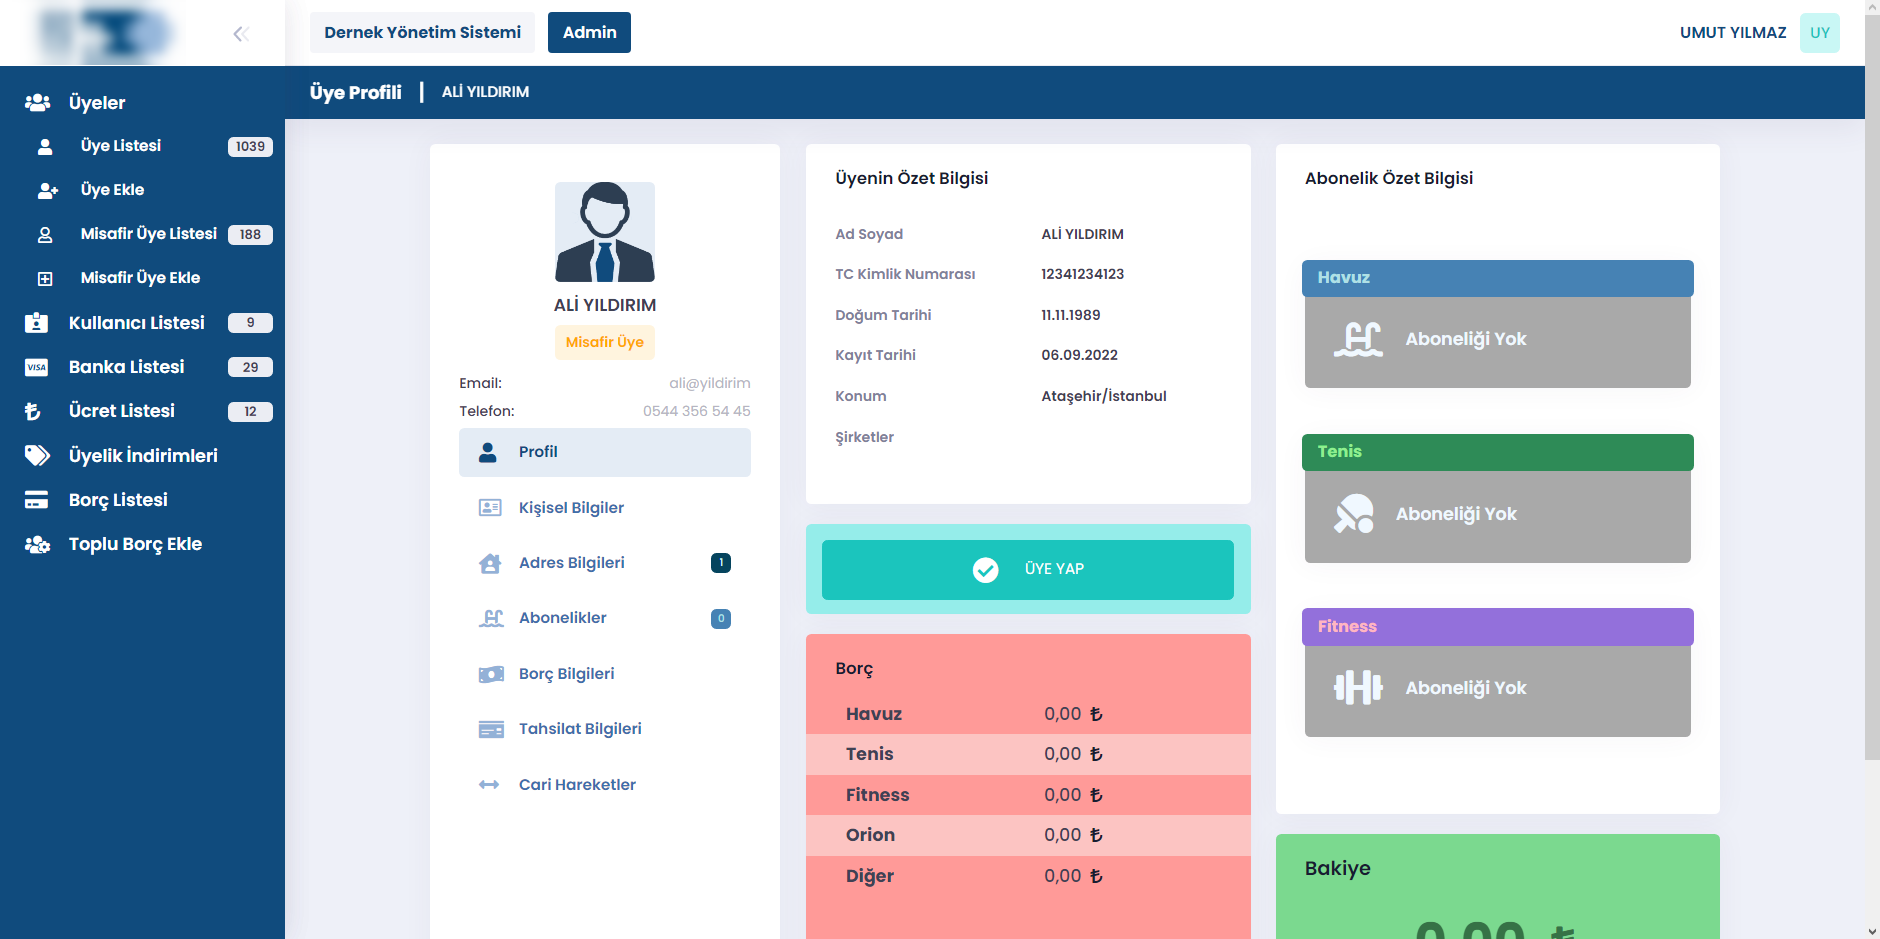 Dernek Yönetim Sistemi
Admin
UMUT YILMAZ
UY
Üyeler
Üye Listesi 1039
Üye Ekle
Misafir Üye Listesi 188
Misafir Üye Ekle
Kullanıcı Listesi 9
VISA Banka Listesi 29
Ücret Listesi 12
Üyelik İndirimleri
Borç Listesi
Toplu Borç Ekle
Üye Profili | ALİ YILDIRIM
ALİ YILDIRIM
Misafir Üye
Email: ali@yildirim
Telefon: 0544 356 54 45
Profil
Kişisel Bilgiler
Adres Bilgileri 1
Abonelikler 0
Borç Bilgileri
Tahsilat Bilgileri
Cari Hareketler
Üyenin Özet Bilgisi
Ad Soyad ALİ YILDIRIM
TC Kimlik Numarası 12341234123
Doğum Tarihi 11.11.1989
Kayıt Tarihi 06.09.2022
Konum Ataşehir/İstanbul
Şirketler
ÜYE YAP
Borç
Havuz 0,00 ₺
Tenis 0,00 ₺
Fitness 0,00 ₺
Orion 0,00 ₺
Diğer 0,00 ₺
Abonelik Özet Bilgisi
Havuz
Aboneliği Yok
Tenis
Aboneliği Yok
Fitness
Aboneliği Yok
Bakiye
0,00 ₺